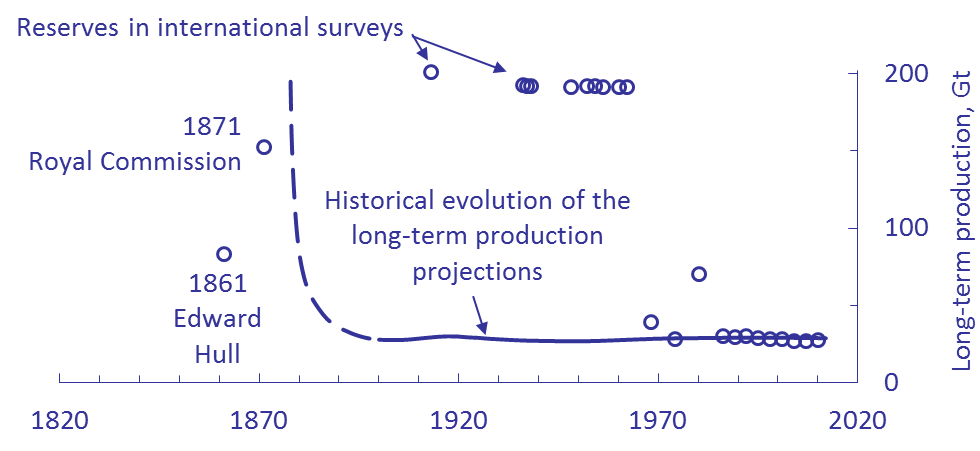 Reserves in international surveys
1871
Royal Commission
1861
Edward
Hull
Historical evolution of the
long-term production
projections
200
100
0
Long-term production, Gt
1820
1870
1920
1970
2020